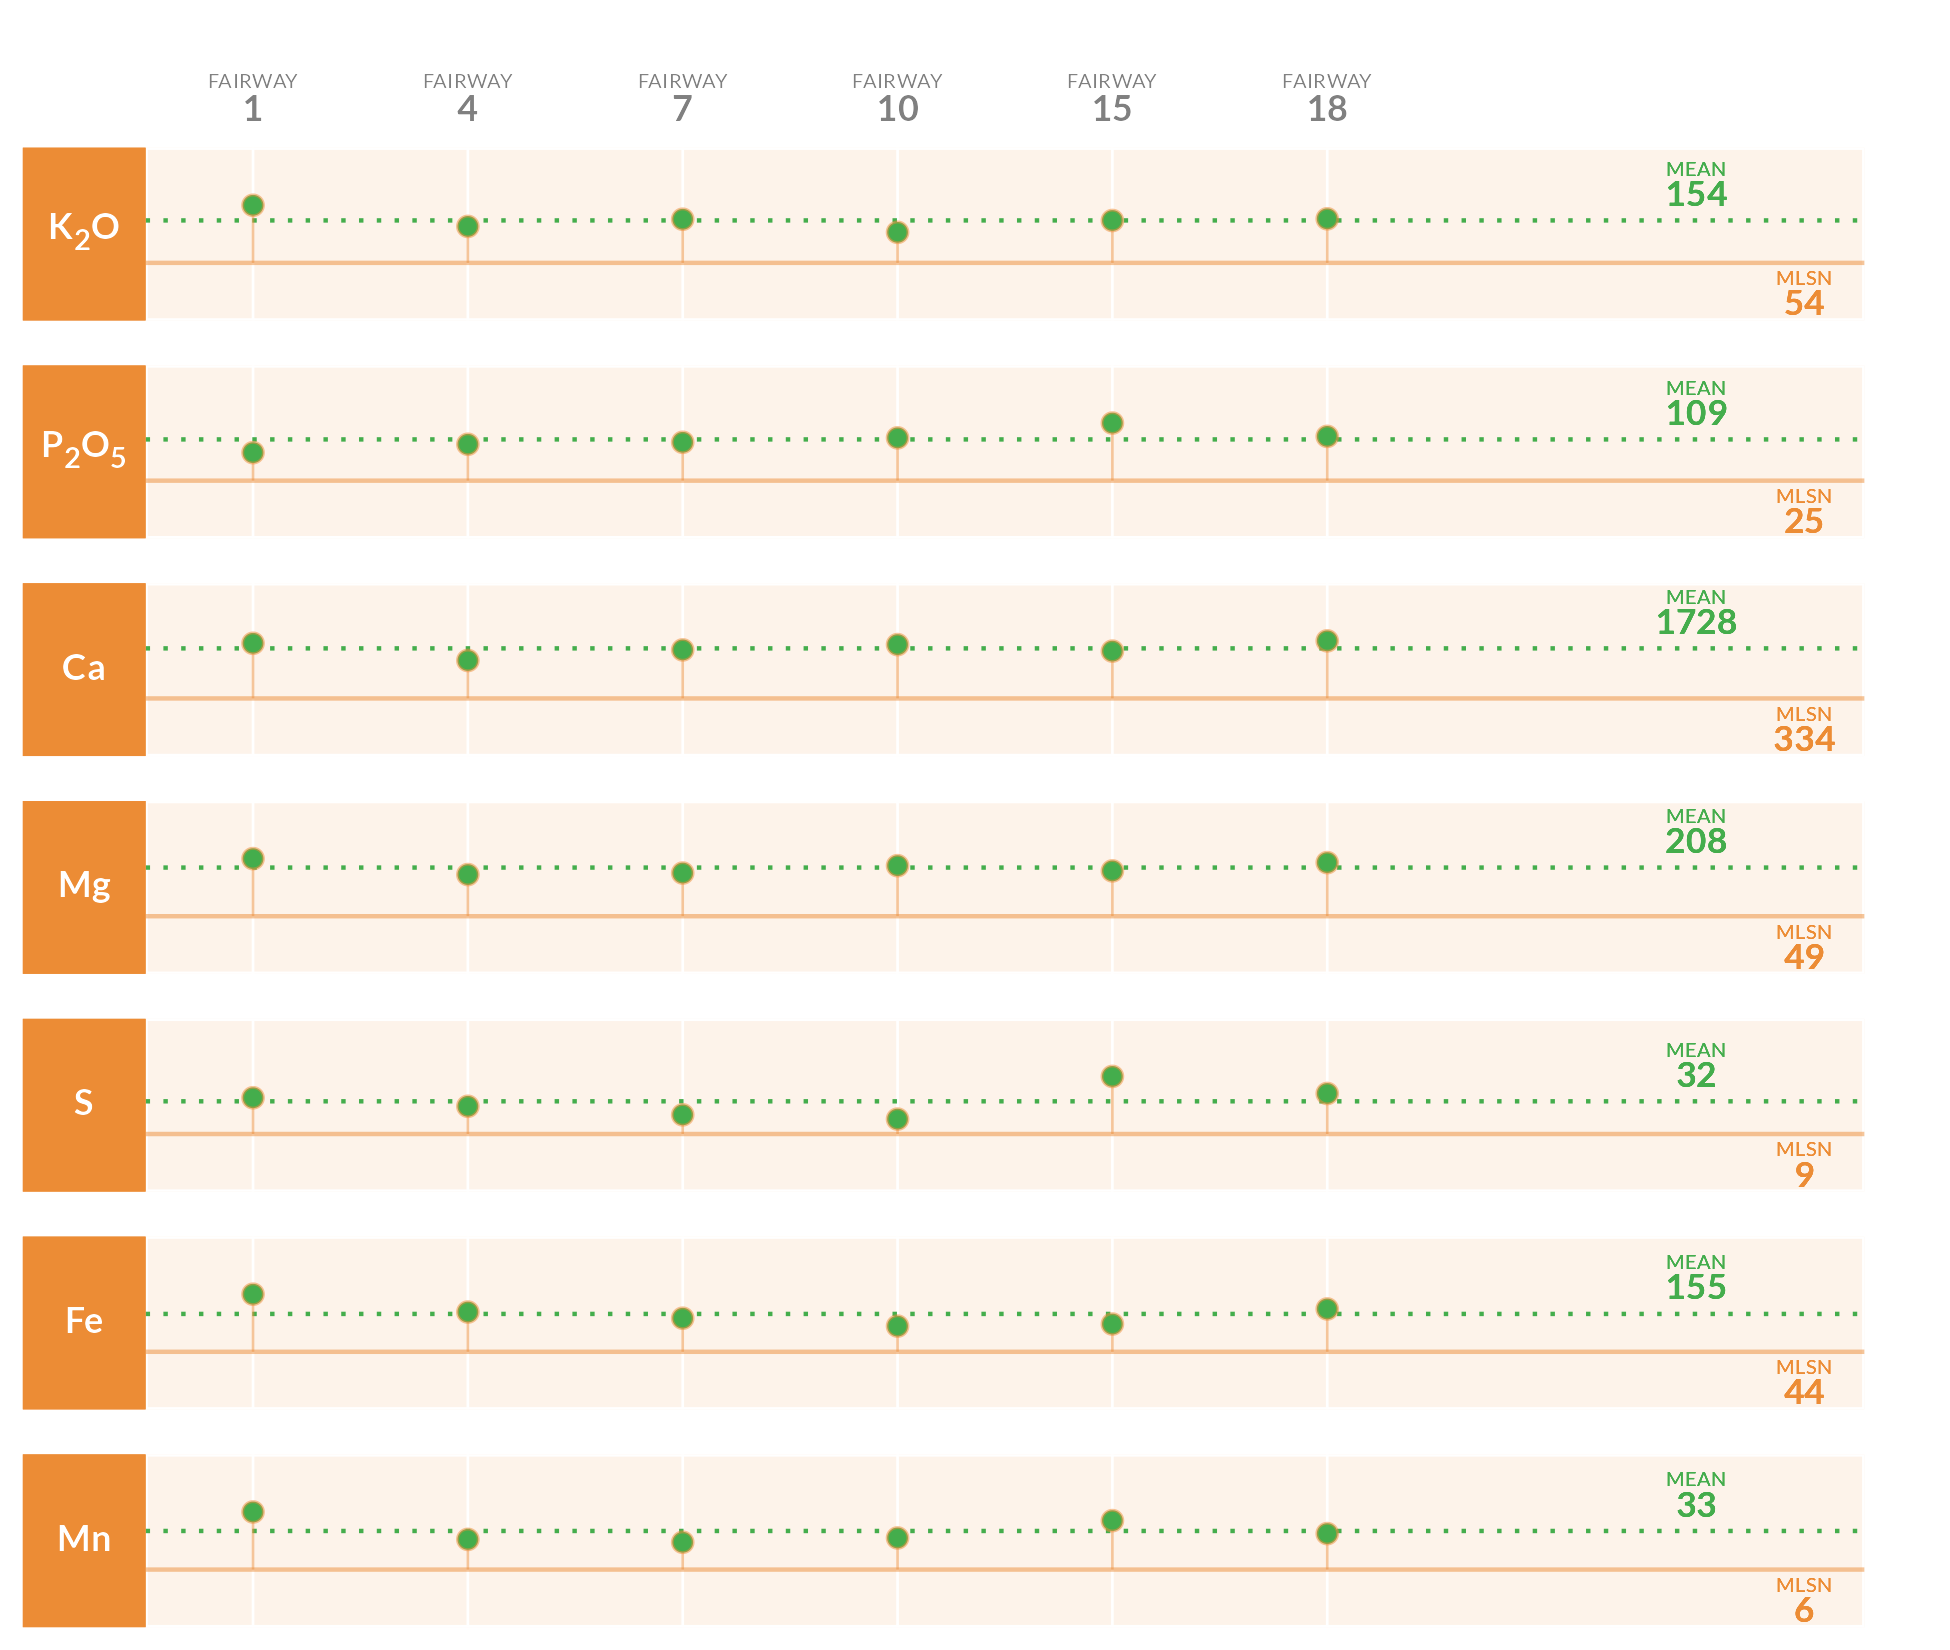 FAIRWAY FAIRWAY FAIRWAY FAIRWAY FAIRWAY FAIRWAY
1 4 7 10 15 18
MEAN
154
K₂O
MLSN
54
MEAN
109
P₂O₅
MLSN
25
MEAN
1728
Ca
MLSN
334
MEAN
208
Mg
MLSN
49
MEAN
32
S
MLSN
9
MEAN
155
Fe
MLSN
44
MEAN
33
Mn
MLSN
6